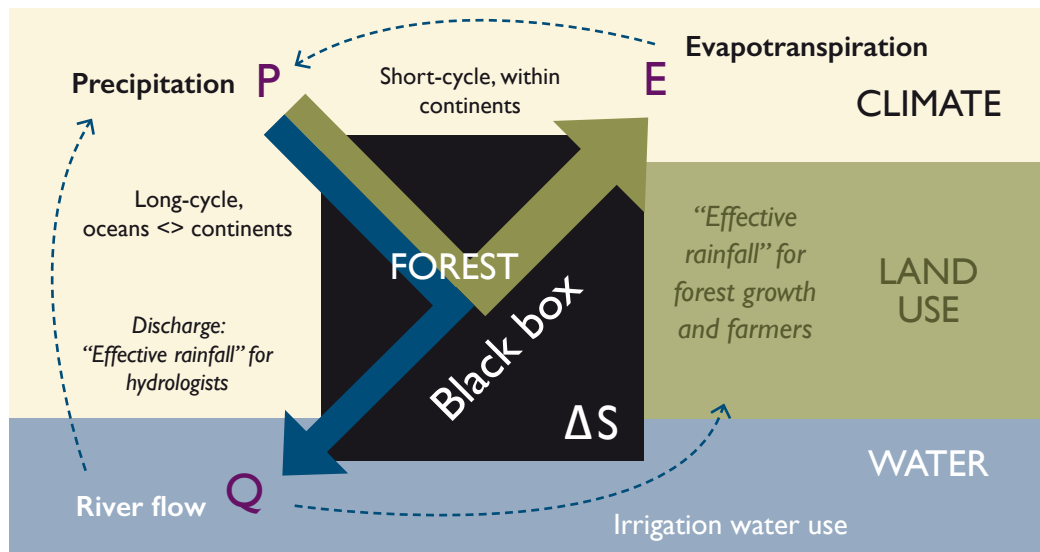 Evapotranspiration
Precipitation P
E
Short-cycle, within
continents
CLIMATE
Long-cycle,
oceans <> continents
“Effective
rainfall” for
forest growth
and farmers
LAND
USE
FOREST
Black box
Discharge:
“Effective rainfall” for
hydrologists
Δ S
WATER
River flow Q
Irrigation water use